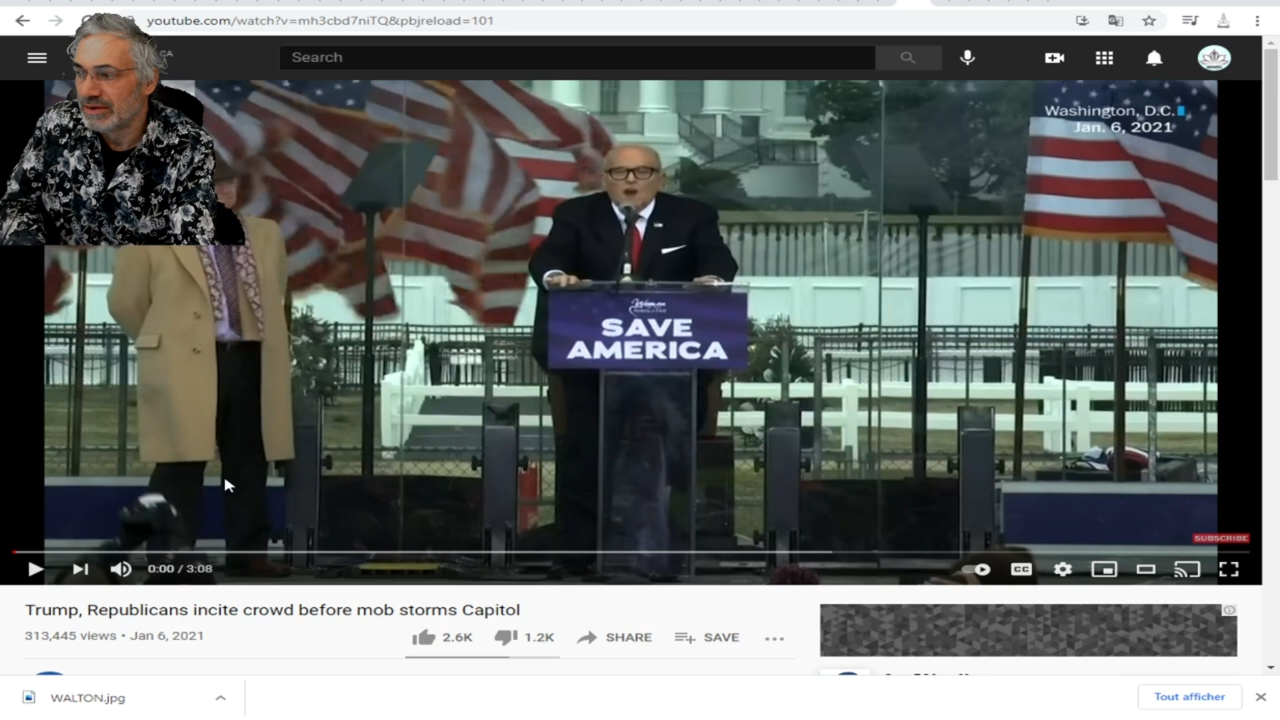 youtube.com/watch?v=mh3cbd7niTQ&pbjreload=101
CA
Search
Washington, D.C.
Jan. 6, 2021
SAVE
AMERICA
SUBSCRIBE
0:00 / 3:08
CC
Trump, Republicans incite crowd before mob storms Capitol
313,445 views • Jan 6, 2021
2.6K
1.2K
SHARE
SAVE
WALTON.jpg
Tout afficher